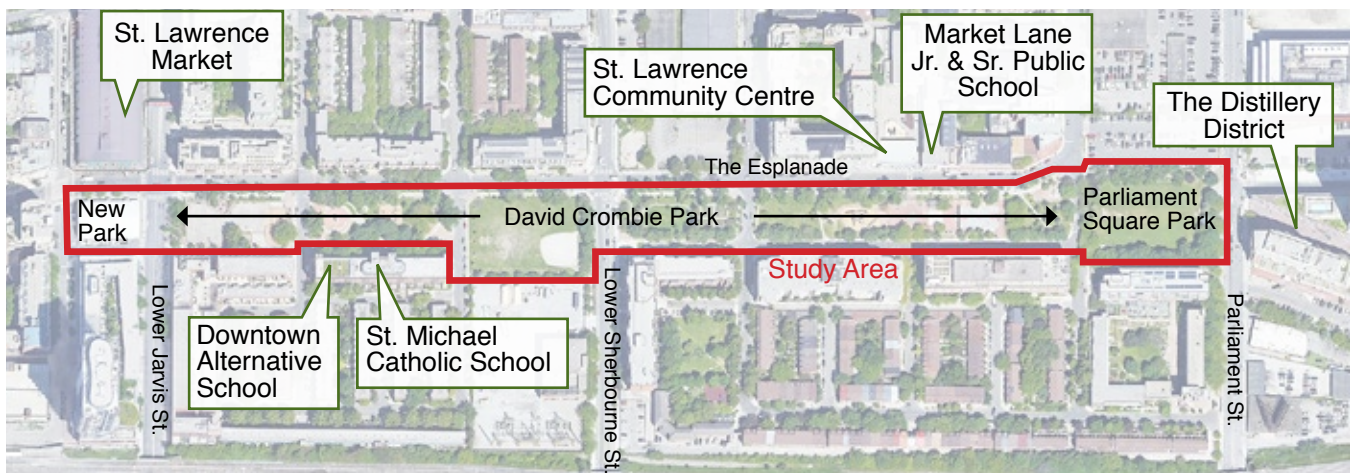 St. Lawrence
Market
St. Lawrence
Community Centre
Market Lane
Jr. & Sr. Public
School
The Distillery
District
The Esplanade
New
Park
David Crombie Park
Parliament
Square Park
Study Area
Downtown
Alternative
School
St. Michael
Catholic School
Lower Jarvis St.
Lower Sherbourne St.
Parliament St.